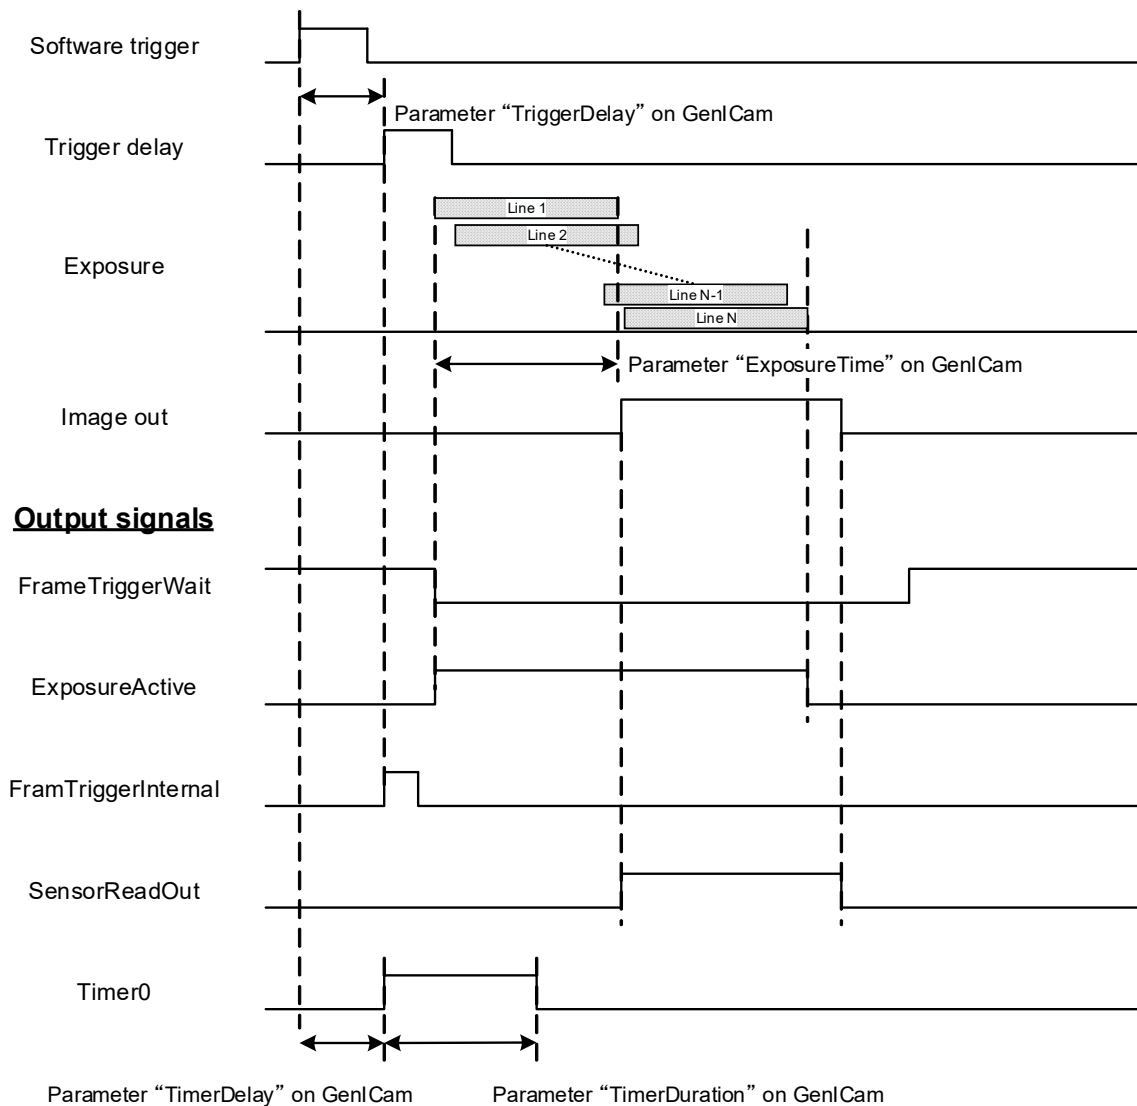 Software trigger
Parameter “TriggerDelay” on GenICam
Trigger delay
Line 1
Line 2
Exposure
Line N-1
Line N
Parameter “ExposureTime” on GenICam
Image out
Output signals
FrameTriggerWait
ExposureActive
FramTriggerInternal
SensorReadOut
Timer0
Parameter “TimerDelay” on GenICam
Parameter “TimerDuration” on GenICam